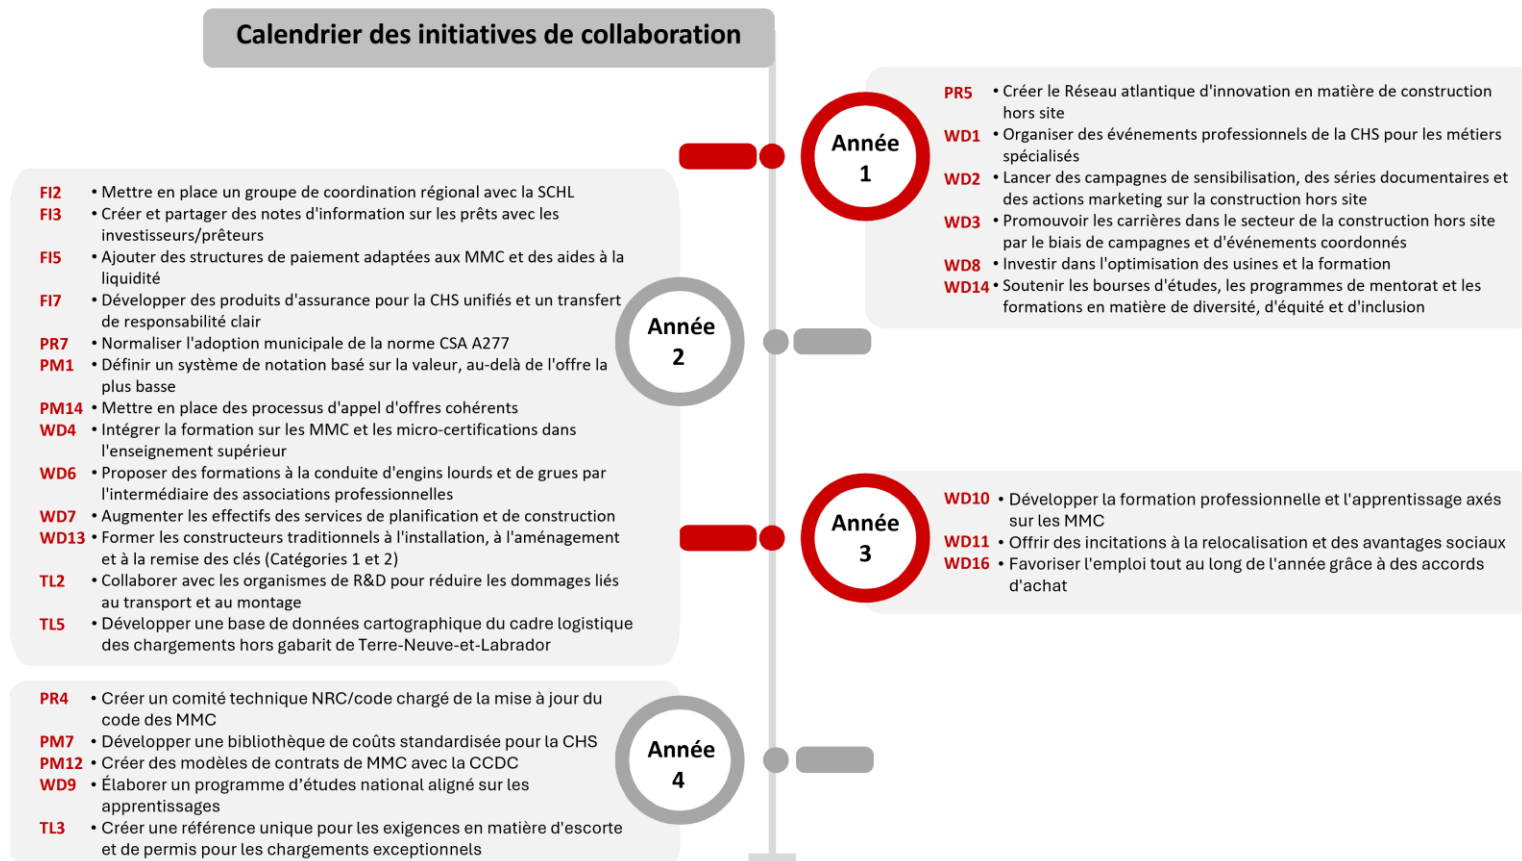 Calendrier des initiatives de collaboration
Année
1
PR5 • Créer le Réseau atlantique d'innovation en matière de construction
hors site
WD1 • Organiser des événements professionnels de la CHS pour les métiers
spécialisés
WD2 • Lancer des campagnes de sensibilisation, des séries documentaires et
des actions marketing sur la construction hors site
WD3 • Promouvoir les carrières dans le secteur de la construction hors site
par le biais de campagnes et d'événements coordonnés
WD8 • Investir dans l'optimisation des usines et la formation
WD14 • Soutenir les bourses d'études, les programmes de mentorat et les
formations en matière de diversité, d'équité et d'inclusion
Année
2
FI2 • Mettre en place un groupe de coordination régional avec la SCHL
FI3 • Créer et partager des notes d'information sur les prêts avec les
investisseurs/prêteurs
FI5 • Ajouter des structures de paiement adaptées aux MMC et des aides à la
liquidité
FI7 • Développer des produits d'assurance pour la CHS unifiés et un transfert
de responsabilité clair
PR7 • Normaliser l'adoption municipale de la norme CSA A277
PM1 • Définir un système de notation basé sur la valeur, au-delà de l'offre la
plus basse
PM14 • Mettre en place des processus d'appel d'offres cohérents
WD4 • Intégrer la formation sur les MMC et les micro-certifications dans
l'enseignement supérieur
WD6 • Proposer des formations à la conduite d'engins lourds et de grues par
l'intermédiaire des associations professionnelles
WD7 • Augmenter les effectifs des services de planification et de construction
WD13 • Former les constructeurs traditionnels à l'installation, à l'aménagement
et à la remise des clés (Catégories 1 et 2)
TL2 • Collaborer avec les organismes de R&D pour réduire les dommages liés
au transport et au montage
TL5 • Développer une base de données cartographique du cadre logistique
des chargements hors gabarit de Terre-Neuve-et-Labrador
Année
3
WD10 • Développer la formation professionnelle et l'apprentissage axés
sur les MMC
WD11 • Offrir des incitations à la relocalisation et des avantages sociaux
WD16 • Favoriser l'emploi tout au long de l'année grâce à des accords
d'achat
Année
4
PR4 • Créer un comité technique NRC/code chargé de la mise à jour du
code des MMC
PM7 • Développer une bibliothèque de coûts standardisée pour la CHS
PM12 • Créer des modèles de contrats de MMC avec la CCDC
WD9 • Élaborer un programme d’études national aligné sur les
apprentissages
TL3 • Créer une référence unique pour les exigences en matière d'escorte
et de permis pour les chargements exceptionnels